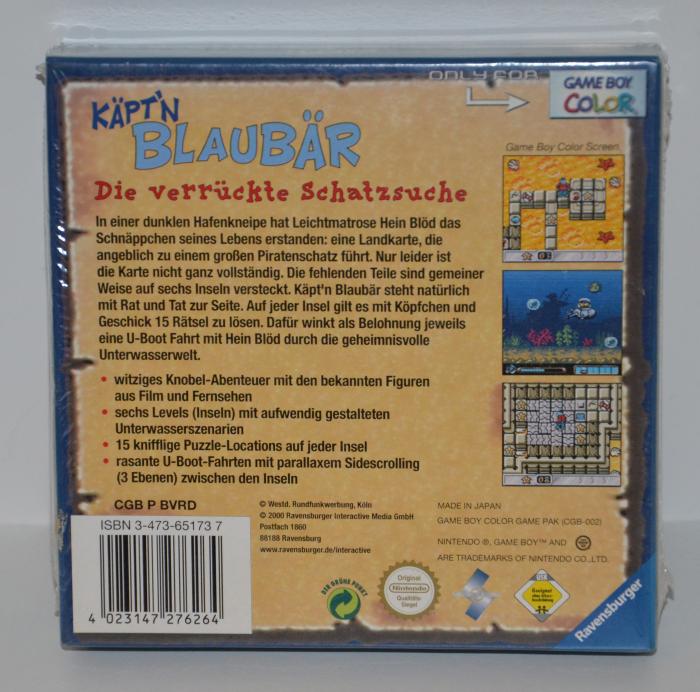 ONLY FOR
GAME BOY
COLOR
KÄPT'N
BLAUBÄR
Die verrückte Schatzsuche
Game Boy Color Screen
In einer dunklen Hafenkneipe hat Leichtmatrose Hein Blöd das
Schnäppchen seines Lebens erstanden: eine Landkarte, die
angeblich zu einem großen Piratenschatz führt. Nur leider ist
die Karte nicht ganz vollständig. Die fehlenden Teile sind gemeiner
Weise auf sechs Inseln versteckt. Käpt'n Blaubär steht natürlich
mit Rat und Tat zur Seite. Auf jeder Insel gilt es mit Köpfchen und
Geschick 15 Rätsel zu lösen. Dafür winkt als Belohnung jeweils
eine U-Boot Fahrt mit Hein Blöd durch die geheimnisvolle
Unterwasserwelt.
• witziges Knobel-Abenteuer mit den bekannten Figuren
aus Film und Fernsehen
• sechs Levels (Inseln) mit aufwendig gestalteten
Unterwasserszenarien
• 15 knifflige Puzzle-Locations auf jeder Insel
• rasante U-Boot-Fahrten mit parallaxem Sidescrolling
(3 Ebenen) zwischen den Inseln
CGB P BVRD
ISBN 3-473-65173 7
4 023147 276264
© Westd. Rundfunkwerbung, Köln
© 2000 Ravensburger Interactive Media GmbH
Postfach 1860
88188 Ravensburg
www.ravensburger.de/interactive
MADE IN JAPAN
GAME BOY COLOR GAME PAK (CGB-002)
NINTENDO ®, GAME BOY™ AND
ARE TRADEMARKS OF NINTENDO CO.,LTD.
DER GRÜNE PUNKT
Original
Nintendo
Qualitäts-
Siegel
USK
Geeignet
Ravensburger